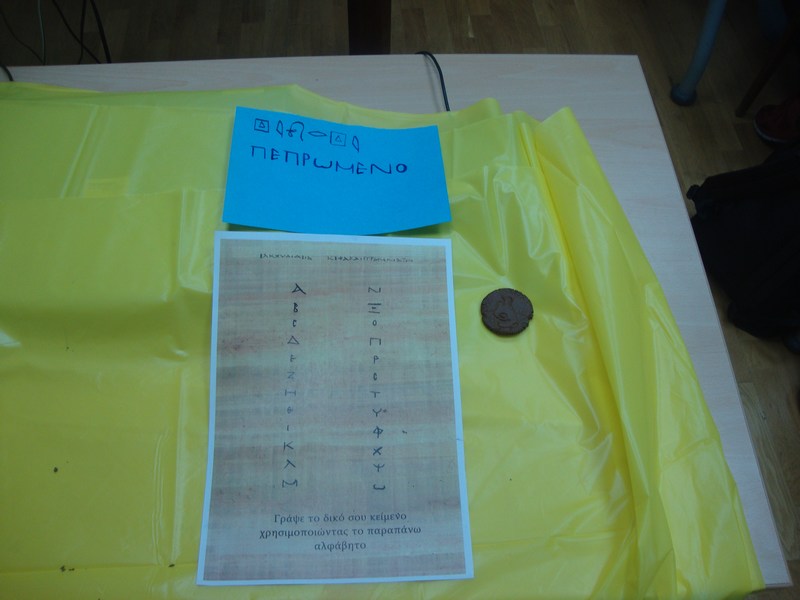 ΠΕΠΡΩΜΕΝΟ
Α Ν
Β Ξ
Ο
Δ Π
Ε Ρ
Ζ
Η Τ
Υ
Ι Φ
Κ Χ
Λ Ψ
Μ Ω
Γράψε το δικό σου κείμενο
χρησιμοποιώντας το παραπάνω
αλφάβητο